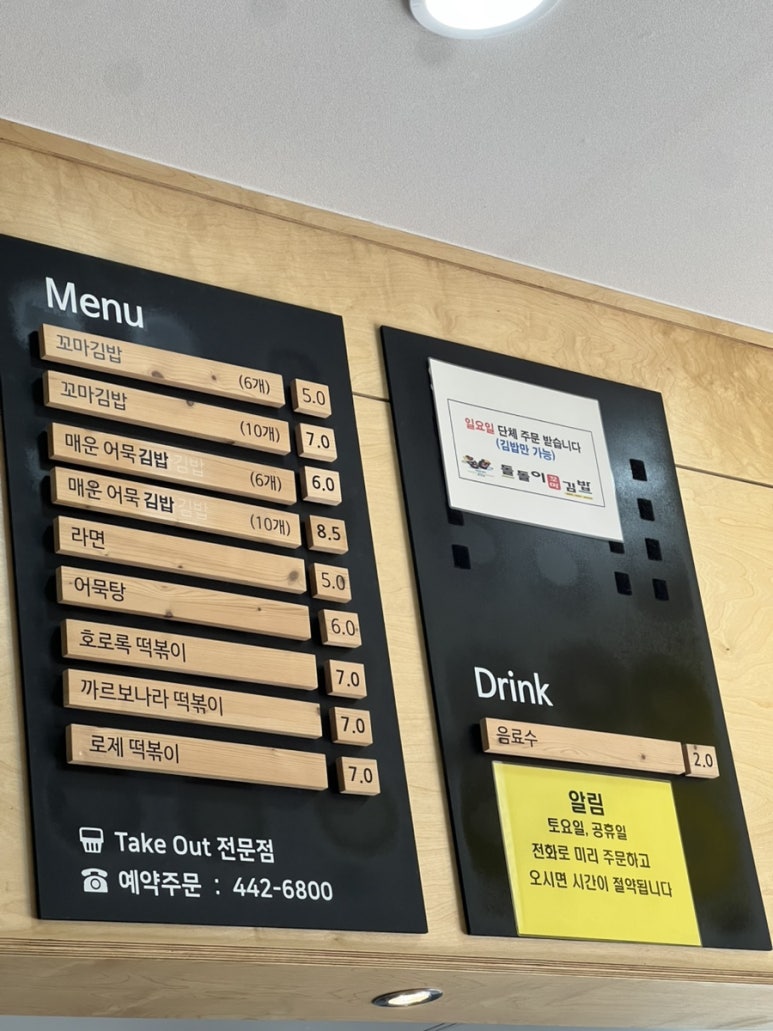 Menu
꼬마김밥 (6개) 5.0
꼬마김밥 (10개) 7.0
매운 어묵김밥 김밥 (6개) 6.0
매운 어묵김밥 김밥 (10개) 8.5
라면 5.0
어묵탕 6.0
호로록 떡볶이 7.0
까르보나라 떡볶이 7.0
로제 떡볶이 7.0
Take Out 전문점
예약주문 : 442-6800
일요일 단체 주문 받습니다
(김밥만 가능)
돌돌이꼬마김밥
Drink
음료수 2.0
알림
토요일, 공휴일
전화로 미리 주문하고
오시면 시간이 절약됩니다